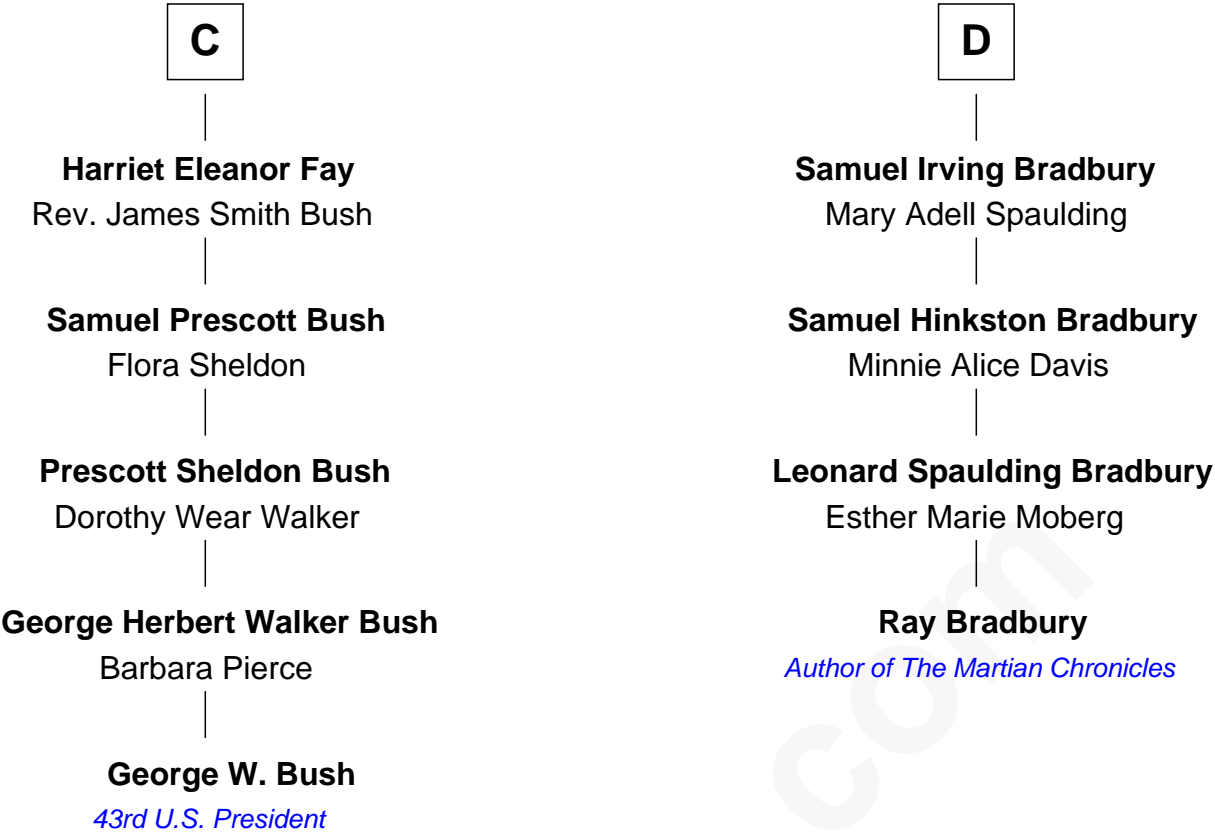 C
Harriet Eleanor Fay
Rev. James Smith Bush
Samuel Prescott Bush
Flora Sheldon
Prescott Sheldon Bush
Dorothy Wear Walker
George Herbert Walker Bush
Barbara Pierce
George W. Bush
43rd U.S. President
D
Samuel Irving Bradbury
Mary Adell Spaulding
Samuel Hinkston Bradbury
Minnie Alice Davis
Leonard Spaulding Bradbury
Esther Marie Moberg
Ray Bradbury
Author of The Martian Chronicles
com